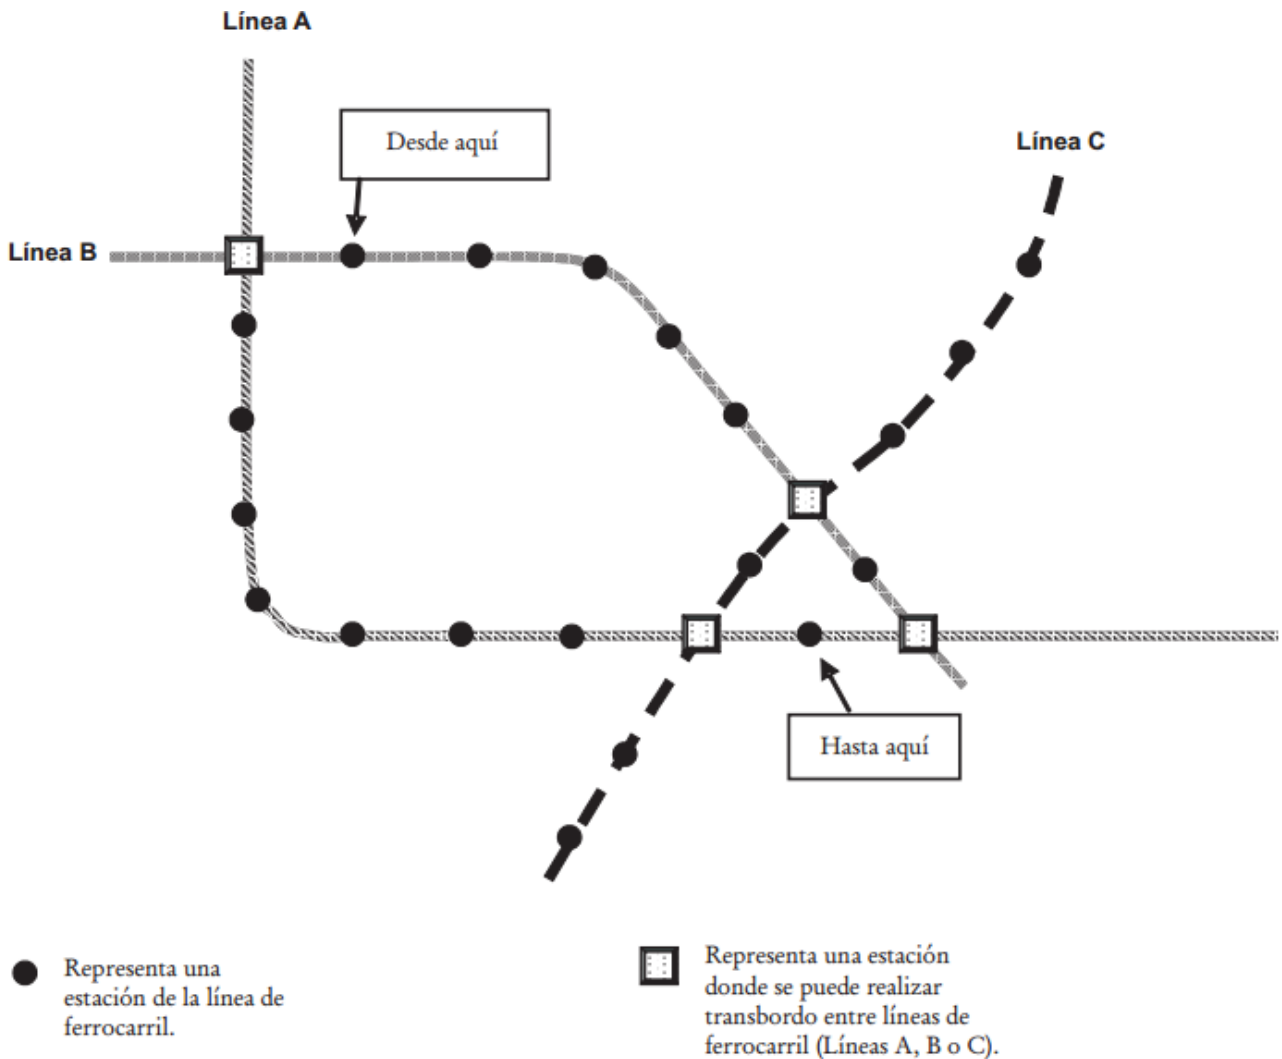 Línea A
Desde aquí
Línea C
Línea B
Hasta aquí
Representa una
estación de la línea de
ferrocarril.
Representa una estación
donde se puede realizar
transbordo entre líneas de
ferrocarril (Líneas A, B o C).